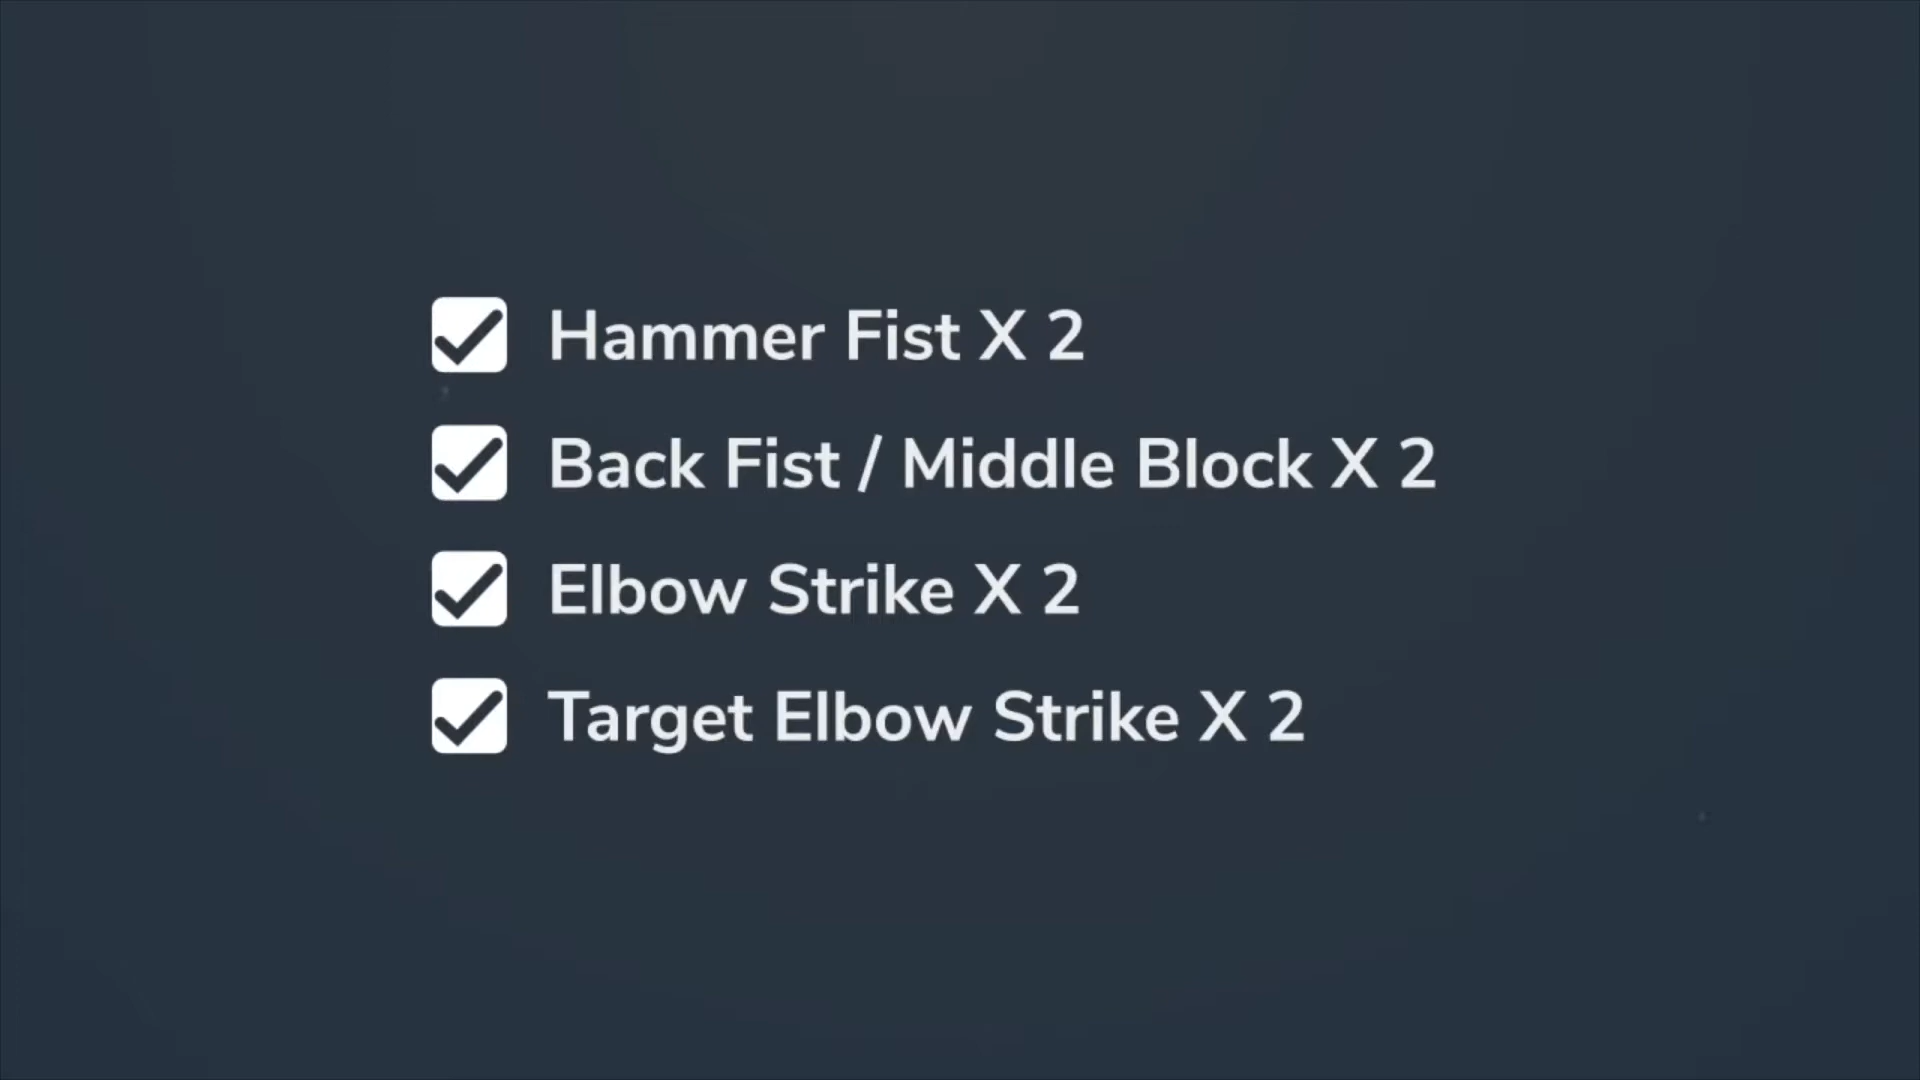 Hammer Fist X 2
Back Fist / Middle Block X 2
Elbow Strike X 2
Target Elbow Strike X 2